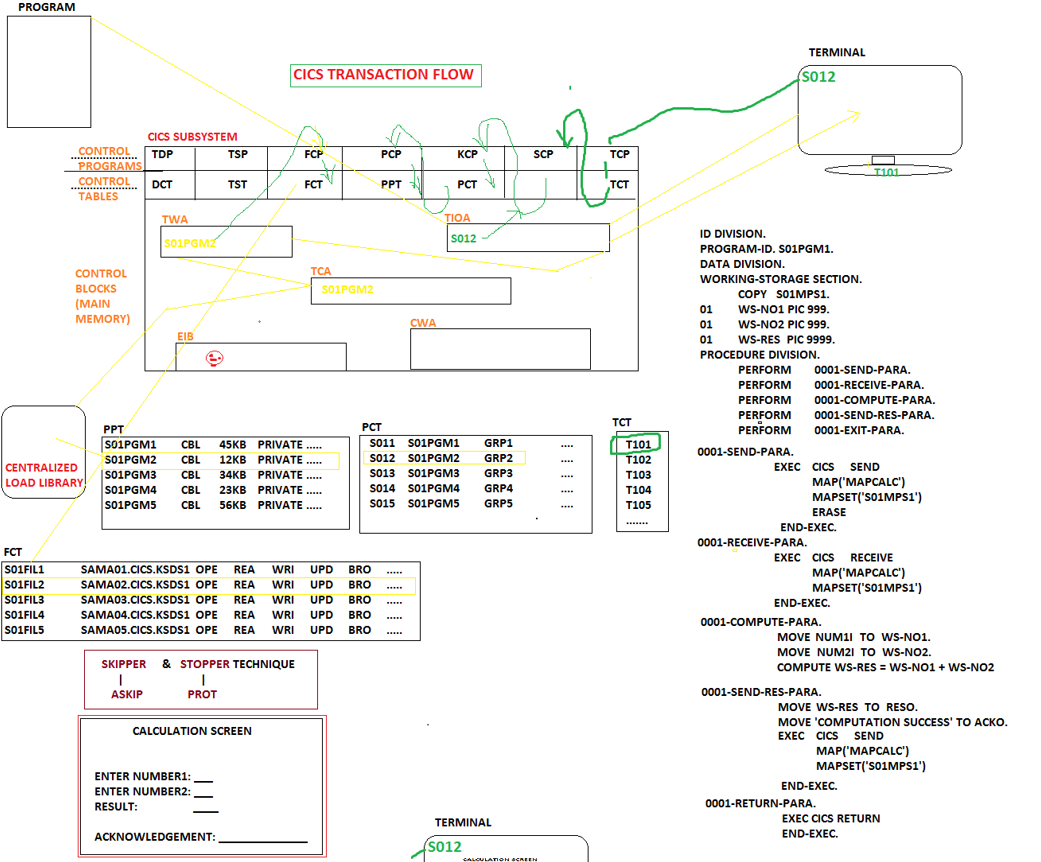 PROGRAM
CICS TRANSACTION FLOW
TERMINAL
S012
T101
CICS SUBSYSTEM
CONTROL PROGRAMS
TDP TSP FCP PCP KCP SCP TCP
CONTROL TABLES
DCT TST FCT PPT PCT TCT
TWA
S01PGM2
TIOA
S012
TCA
S01PGM2
CONTROL
BLOCKS
(MAIN
MEMORY)
CWA
EIB
CENTRALIZED
LOAD LIBRARY
PPT
S01PGM1 CBL 45KB PRIVATE .....
S01PGM2 CBL 12KB PRIVATE .....
S01PGM3 CBL 34KB PRIVATE .....
S01PGM4 CBL 23KB PRIVATE .....
S01PGM5 CBL 56KB PRIVATE .....
PCT
S011 S01PGM1 GRP1 ....
S012 S01PGM2 GRP2 ....
S013 S01PGM3 GRP3 ....
S014 S01PGM4 GRP4 ....
S015 S01PGM5 GRP5 ....
TCT
T101
T102
T103
T104
T105
.......
FCT
S01FIL1 SAMA01.CICS.KSDS1 OPE REA WRI UPD BRO .....
S01FIL2 SAMA02.CICS.KSDS1 OPE REA WRI UPD BRO .....
S01FIL3 SAMA03.CICS.KSDS1 OPE REA WRI UPD BRO .....
S01FIL4 SAMA04.CICS.KSDS1 OPE REA WRI UPD BRO .....
S01FIL5 SAMA05.CICS.KSDS1 OPE REA WRI UPD BRO .....
SKIPPER & STOPPER TECHNIQUE
| |
ASKIP PROT
CALCULATION SCREEN
ENTER NUMBER1: ___
ENTER NUMBER2: ___
RESULT: ____
ACKNOWLEDGEMENT: ______________
TERMINAL
S012
CALCULATION SCREEN
ID DIVISION.
PROGRAM-ID. S01PGM1.
DATA DIVISION.
WORKING-STORAGE SECTION.
COPY S01MPS1.
01 WS-NO1 PIC 999.
01 WS-NO2 PIC 999.
01 WS-RES PIC 9999.
PROCEDURE DIVISION.
PERFORM 0001-SEND-PARA.
PERFORM 0001-RECEIVE-PARA.
PERFORM 0001-COMPUTE-PARA.
PERFORM 0001-SEND-RES-PARA.
PERFORM 0001-EXIT-PARA.
0001-SEND-PARA.
EXEC CICS SEND
MAP('MAPCALC')
MAPSET('S01MPS1')
ERASE
END-EXEC.
0001-RECEIVE-PARA.
EXEC CICS RECEIVE
MAP('MAPCALC')
MAPSET('S01MPS1')
END-EXEC.
0001-COMPUTE-PARA.
MOVE NUM1I TO WS-NO1.
MOVE NUM2I TO WS-NO2.
COMPUTE WS-RES = WS-NO1 + WS-NO2
0001-SEND-RES-PARA.
MOVE WS-RES TO RESO.
MOVE 'COMPUTATION SUCCESS' TO ACKO.
EXEC CICS SEND
MAP('MAPCALC')
MAPSET('S01MPS1')
END-EXEC.
0001-RETURN-PARA.
EXEC CICS RETURN
END-EXEC.